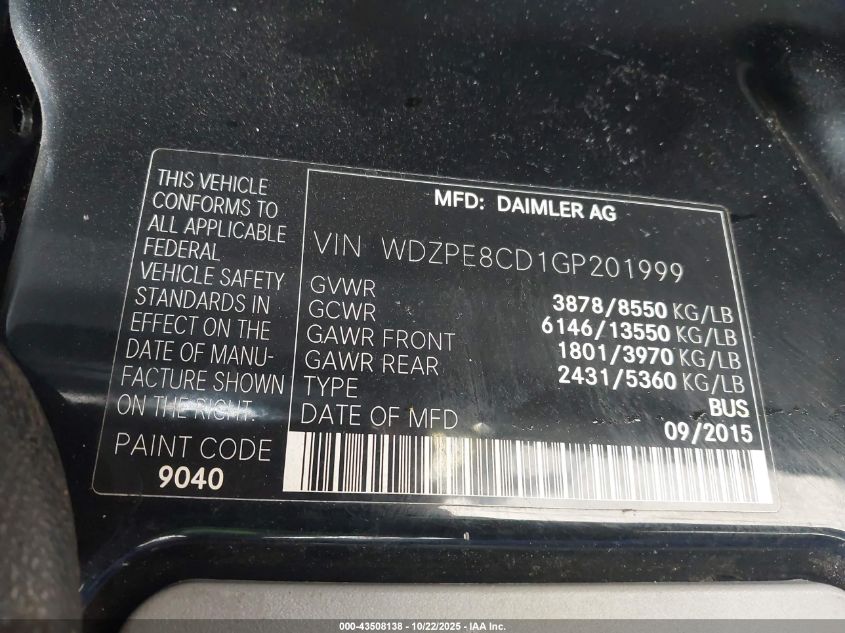 THIS VEHICLE
CONFORMS TO
ALL APPLICABLE
FEDERAL
VEHICLE SAFETY
STANDARDS IN
EFFECT ON THE
DATE OF MANU-
FACTURE SHOWN
ON THE RIGHT.
PAINT CODE
9040
MFD: DAIMLER AG
VIN WDZPE8CD1GP201999
GVWR 3878/8550 KG/LB
GCWR 6146/13550 KG/LB
GAWR FRONT 1801/3970 KG/LB
GAWR REAR 2431/5360 KG/LB
TYPE BUS
DATE OF MFD 09/2015
000-43508138 - 10/22/2025 - IAA Inc.